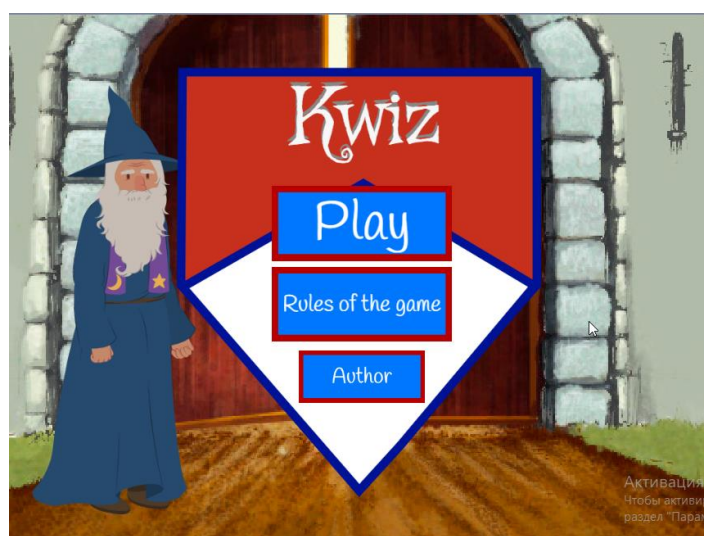 Kwiz
Play
Rules of the game
Author
Активация
Чтобы активи
раздел "Пара